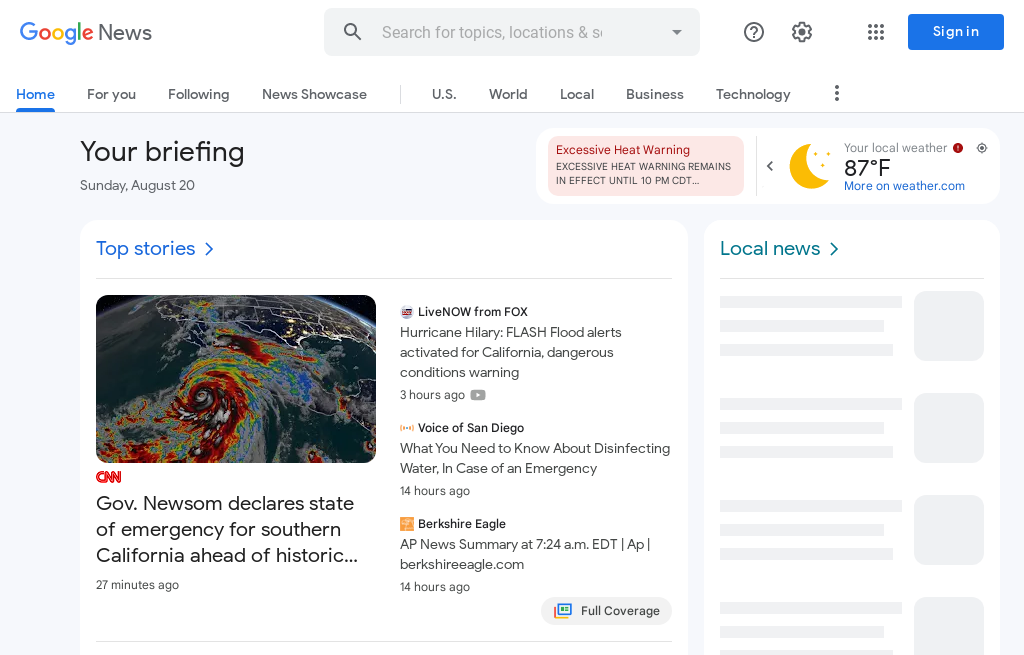 Google News
Search for topics, locations & so
Sign in
Home
For you
Following
News Showcase
U.S.
World
Local
Business
Technology
Your briefing
Sunday, August 20
Excessive Heat Warning
EXCESSIVE HEAT WARNING REMAINS
IN EFFECT UNTIL 10 PM CDT...
Your local weather
87°F
More on weather.com
Top stories
CNN
Gov. Newsom declares state
of emergency for southern
California ahead of historic...
27 minutes ago
LiveNOW from FOX
Hurricane Hilary: FLASH Flood alerts
activated for California, dangerous
conditions warning
3 hours ago
Voice of San Diego
What You Need to Know About Disinfecting
Water, In Case of an Emergency
14 hours ago
Berkshire Eagle
AP News Summary at 7:24 a.m. EDT | Ap |
berkshireeagle.com
14 hours ago
Full Coverage
Local news